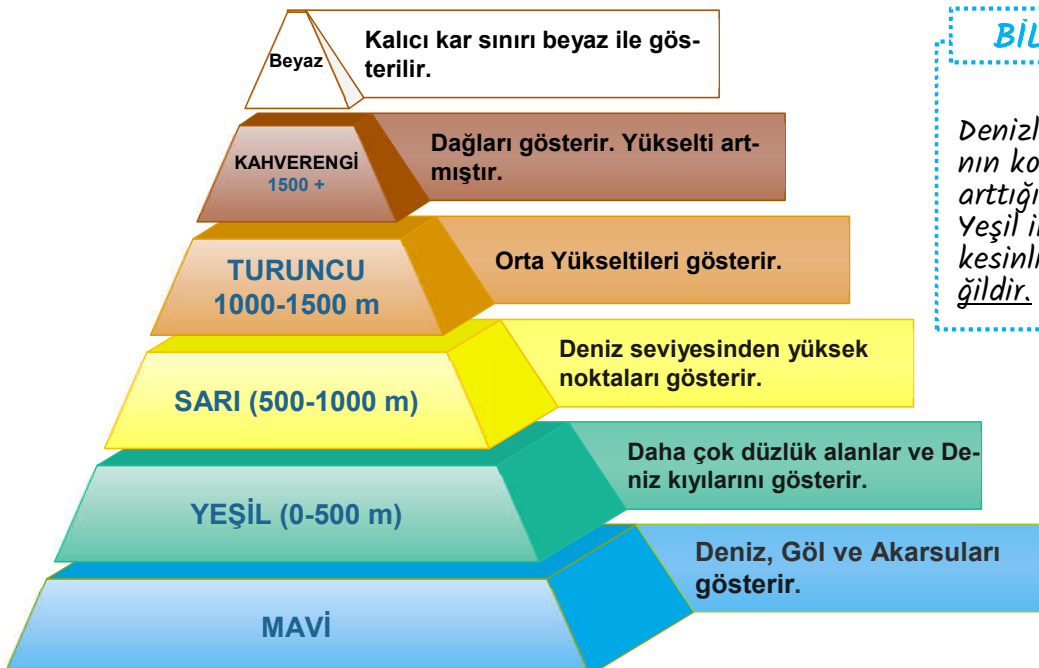 Beyaz
Kalıcı kar sınırı beyaz ile gös-
terilir.
KAHVERENGİ
1500 +
Dağları gösterir. Yükselti art-
mıştır.
TURUNCU
1000-1500 m
Orta Yükseltileri gösterir.
SARI (500-1000 m)
Deniz seviyesinden yüksek
noktaları gösterir.
YEŞİL (0-500 m)
Daha çok düzlük alanlar ve De-
niz kıyılarını gösterir.
MAVİ
Deniz, Göl ve Akarsuları
gösterir.
BİL
Denizl
nın ko
arttığı
Yeşil il
kesinli
ğildir.